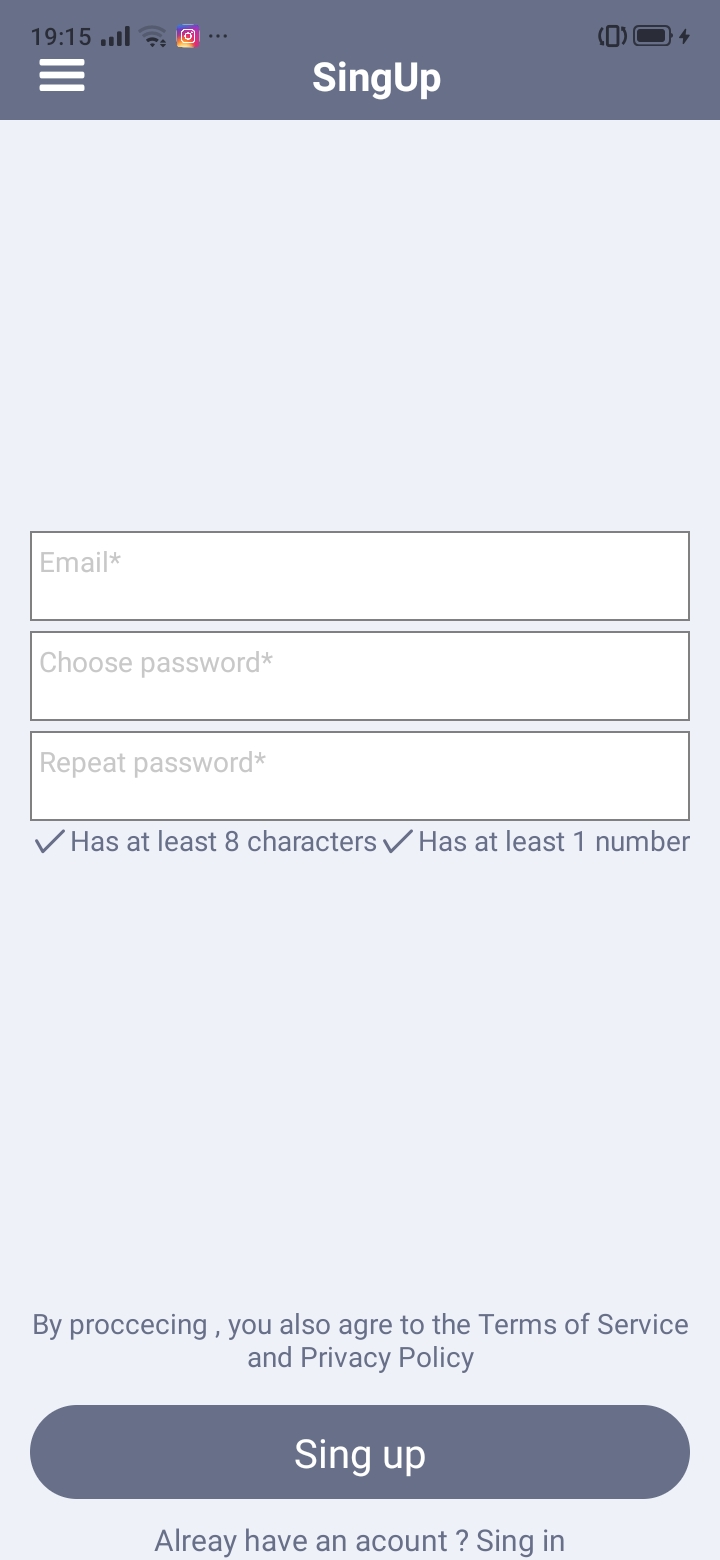 19:15
SingUp
Email*
Choose password*
Repeat password*
Has at least 8 characters Has at least 1 number
By proccecing , you also agre to the Terms of Service
and Privacy Policy
Sing up
Alreay have an acount ? Sing in